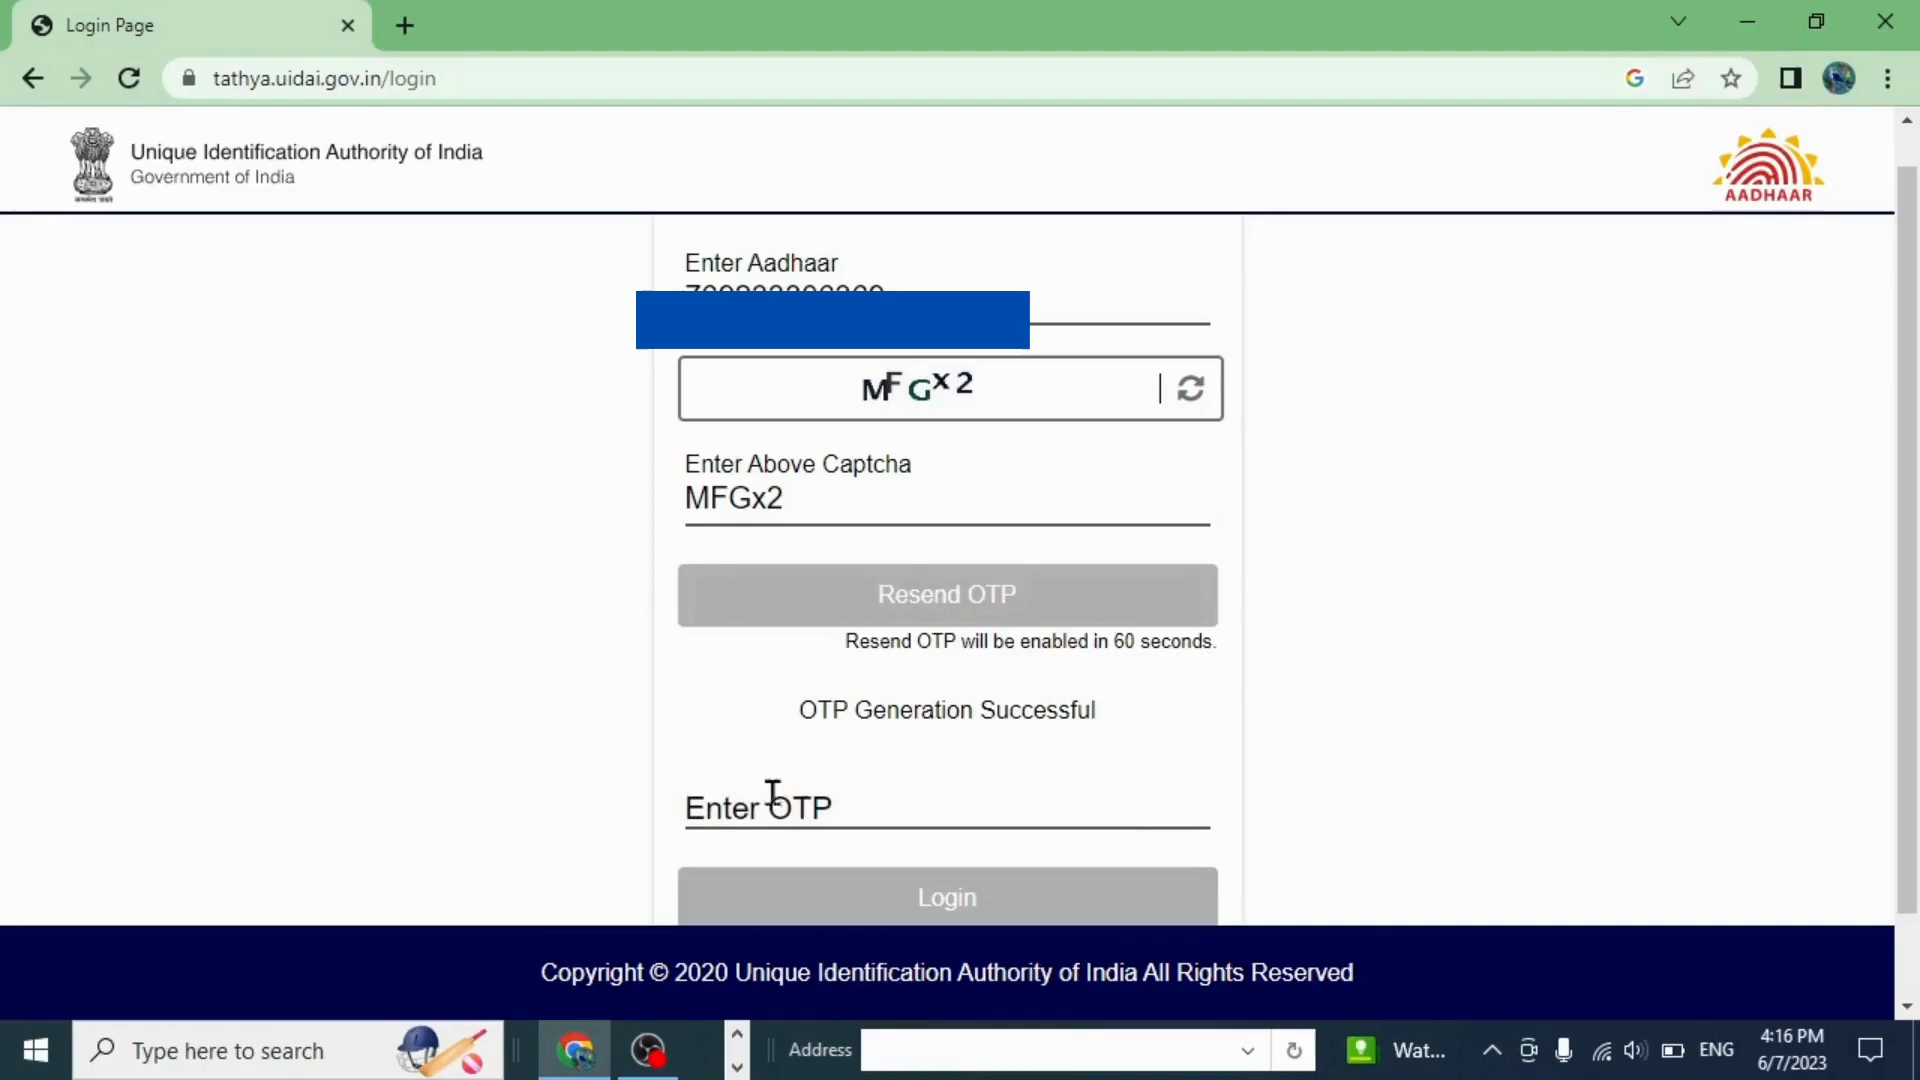 Login Page
tathya.uidai.gov.in/login
Unique Identification Authority of India
Government of India
AADHAAR
Enter Aadhaar
MFGx2
Enter Above Captcha
MFGx2
Resend OTP
Resend OTP will be enabled in 60 seconds.
OTP Generation Successful
Enter OTP
Login
Copyright © 2020 Unique Identification Authority of India All Rights Reserved
Type here to search
Address
Wat...
ENG
4:16 PM
6/7/2023